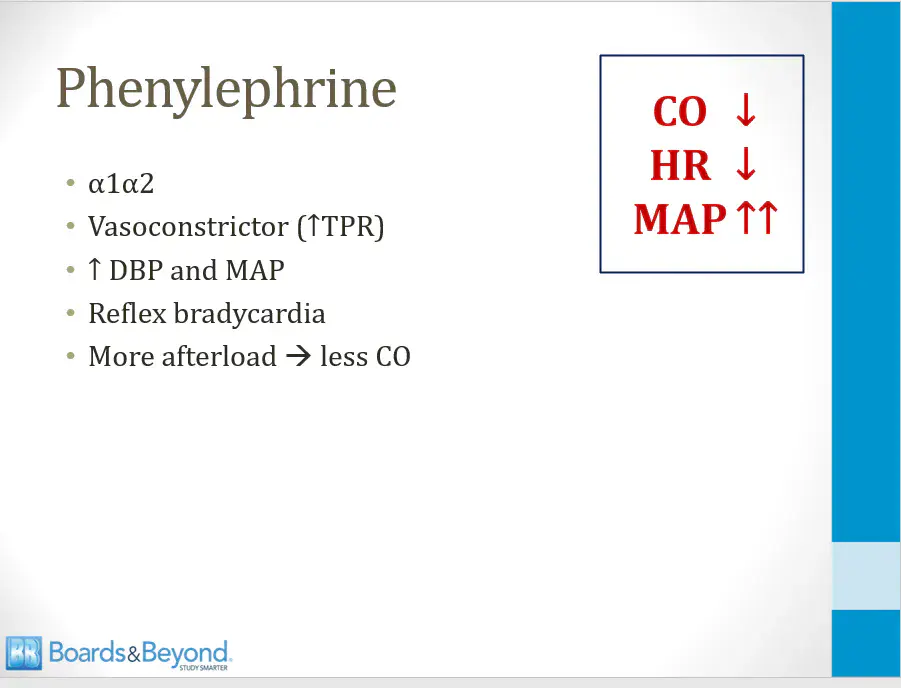 Phenylephrine
• α1α2
• Vasoconstrictor (↑TPR)
• ↑ DBP and MAP
• Reflex bradycardia
• More afterload → less CO
CO ↓
HR ↓
MAP ↑↑
BB Boards&Beyond.
STUDY SMARTER